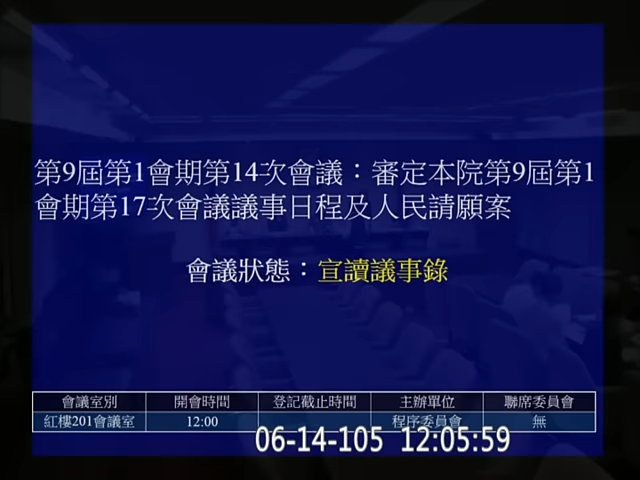 第9屆第1會期第14次會議：審定本院第9屆第1
會期第17次會議議事日程及人民請願案
會議狀態：宣讀議事錄
會議室別 開會時間 登記截止時間 主辦單位 聯席委員會
紅樓201會議室 12:00 程序委員會 無
06-14-105 12:05:59